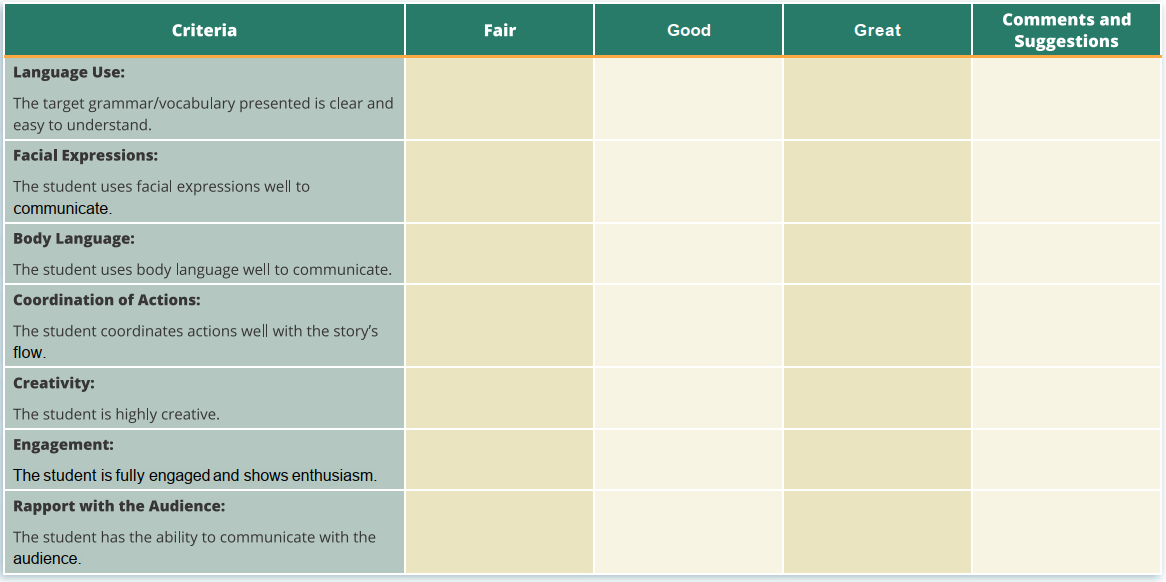 Criteria
Fair
Good
Great
Comments and
Suggestions
Language Use:
The target grammar/vocabulary presented is clear and
easy to understand.
Facial Expressions:
The student uses facial expressions well to
communicate.
Body Language:
The student uses body language well to communicate.
Coordination of Actions:
The student coordinates actions well with the story’s
flow.
Creativity:
The student is highly creative.
Engagement:
The student is fully engaged and shows enthusiasm.
Rapport with the Audience:
The student has the ability to communicate with the
audience.